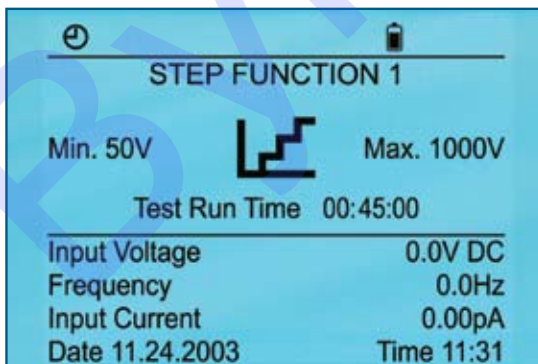 STEP FUNCTION 1
Min. 50V Max. 1000V
Test Run Time 00:45:00
Input Voltage 0.0V DC
Frequency 0.0Hz
Input Current 0.00pA
Date 11.24.2003 Time 11:31